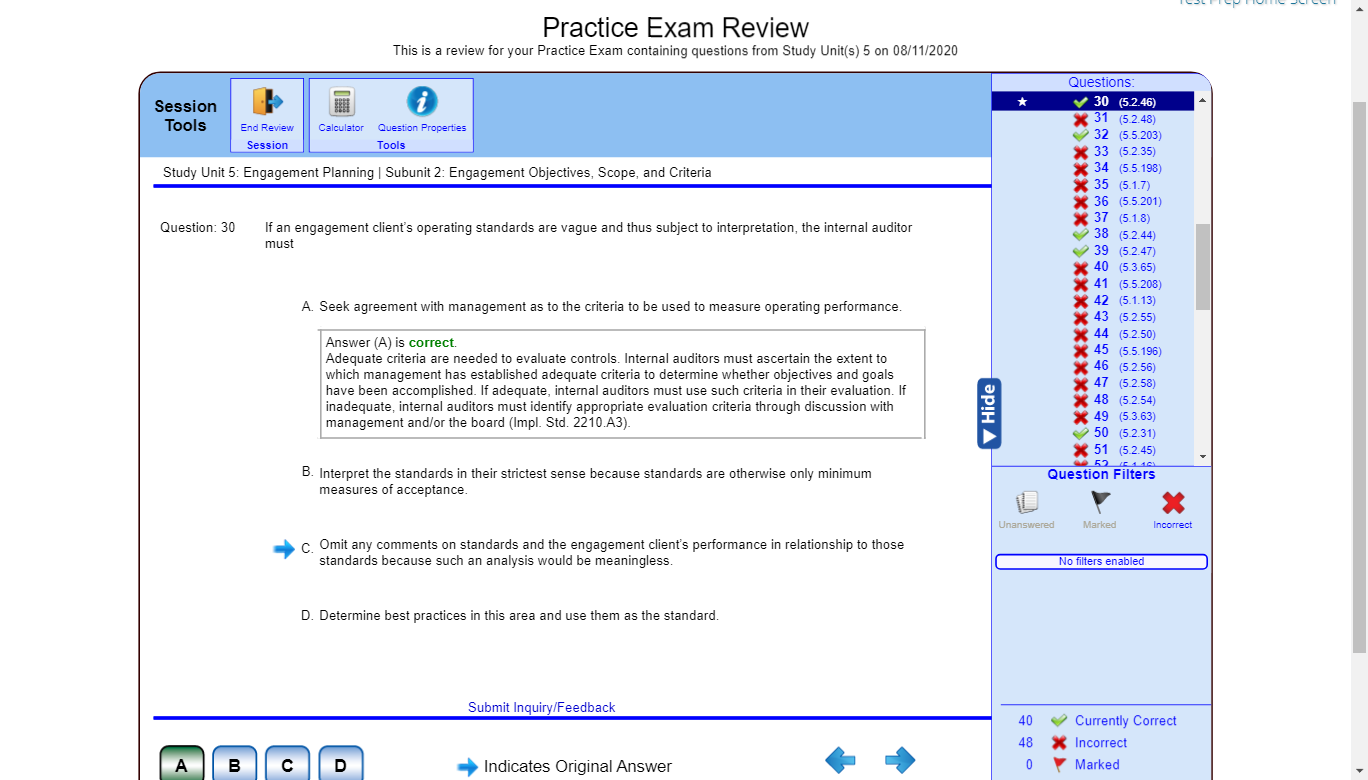 Test Prep Home Screen
Practice Exam Review
This is a review for your Practice Exam containing questions from Study Unit(s) 5 on 08/11/2020
Session
Tools
End Review
Session
Calculator
Question Properties
Tools
Study Unit 5: Engagement Planning | Subunit 2: Engagement Objectives, Scope, and Criteria
Question: 30
If an engagement client's operating standards are vague and thus subject to interpretation, the internal auditor
must
A. Seek agreement with management as to the criteria to be used to measure operating performance.
Answer (A) is correct.
Adequate criteria are needed to evaluate controls. Internal auditors must ascertain the extent to
which management has established adequate criteria to determine whether objectives and goals
have been accomplished. If adequate, internal auditors must use such criteria in their evaluation. If
inadequate, internal auditors must identify appropriate evaluation criteria through discussion with
management and/or the board (Impl. Std. 2210.A3).
B. Interpret the standards in their strictest sense because standards are otherwise only minimum
measures of acceptance.
C. Omit any comments on standards and the engagement client's performance in relationship to those
standards because such an analysis would be meaningless.
D. Determine best practices in this area and use them as the standard.
Submit Inquiry/Feedback
A
B
C
D
Indicates Original Answer
Questions:
30 (5.2.46)
31 (5.2.48)
32 (5.5.203)
33 (5.2.35)
34 (5.5.198)
35 (5.1.7)
36 (5.5.201)
37 (5.1.8)
38 (5.2.44)
39 (5.2.47)
40 (5.3.65)
41 (5.5.208)
42 (5.1.13)
43 (5.2.55)
44 (5.2.50)
45 (5.5.196)
46 (5.2.56)
47 (5.2.58)
48 (5.2.54)
49 (5.3.63)
50 (5.2.31)
51 (5.2.45)
52 (5.1.16)
Hide
Question Filters
Unanswered
Marked
Incorrect
No filters enabled
40 Currently Correct
48 Incorrect
0 Marked